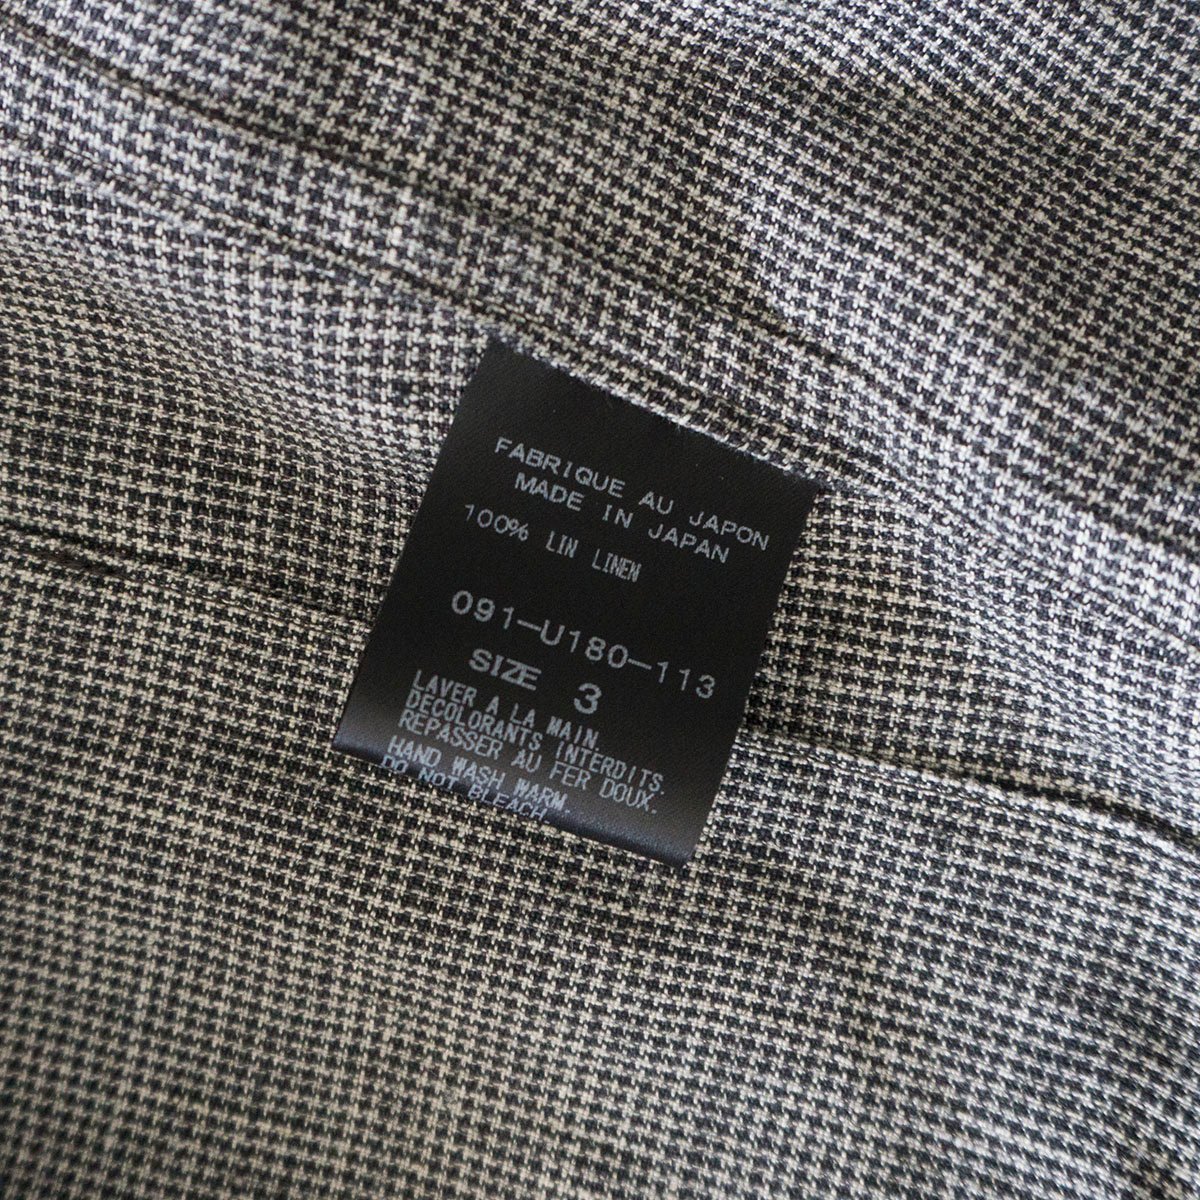 FABRIQUE AU JAPON
MADE IN JAPAN
100% LIN LINEN
091-U180-113
SIZE 3
LAVER A LA MAIN.
DECOLORANTS INTERDITS.
REPASSER AU FER DOUX.
HAND WASH WARM
DO NOT BLEACH